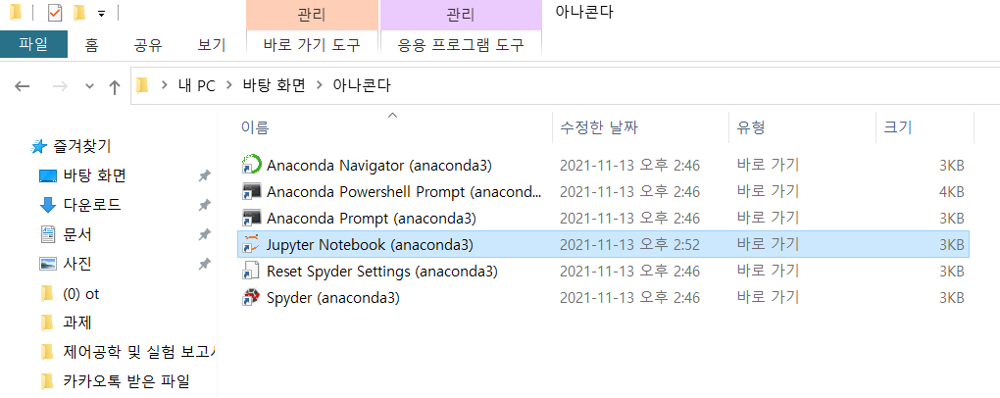 관리 관리 아나콘다
파일 홈 공유 보기 바로 가기 도구 응용 프로그램 도구
내 PC 바탕 화면 아나콘다
이름 수정한 날짜 유형 크기
즐겨찾기
바탕 화면
다운로드
문서
사진
(0) ot
과제
제어공학 및 실험 보고서
카카오톡 받은 파일
Anaconda Navigator (anaconda3) 2021-11-13 오후 2:46 바로 가기 3KB
Anaconda Powershell Prompt (anacond... 2021-11-13 오후 2:46 바로 가기 4KB
Anaconda Prompt (anaconda3) 2021-11-13 오후 2:46 바로 가기 3KB
Jupyter Notebook (anaconda3) 2021-11-13 오후 2:52 바로 가기 3KB
Reset Spyder Settings (anaconda3) 2021-11-13 오후 2:46 바로 가기 3KB
Spyder (anaconda3) 2021-11-13 오후 2:46 바로 가기 3KB